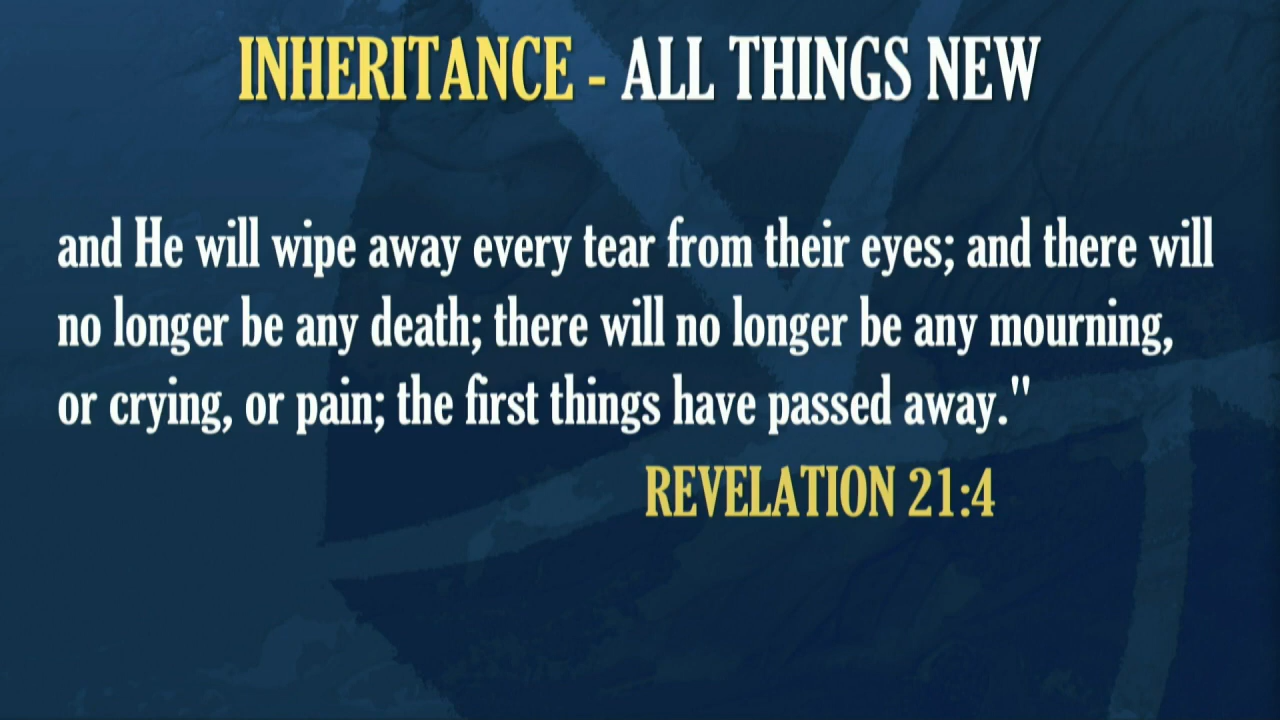 INHERITANCE - ALL THINGS NEW
and He will wipe away every tear from their eyes; and there will
no longer be any death; there will no longer be any mourning,
or crying, or pain; the first things have passed away."
REVELATION 21:4